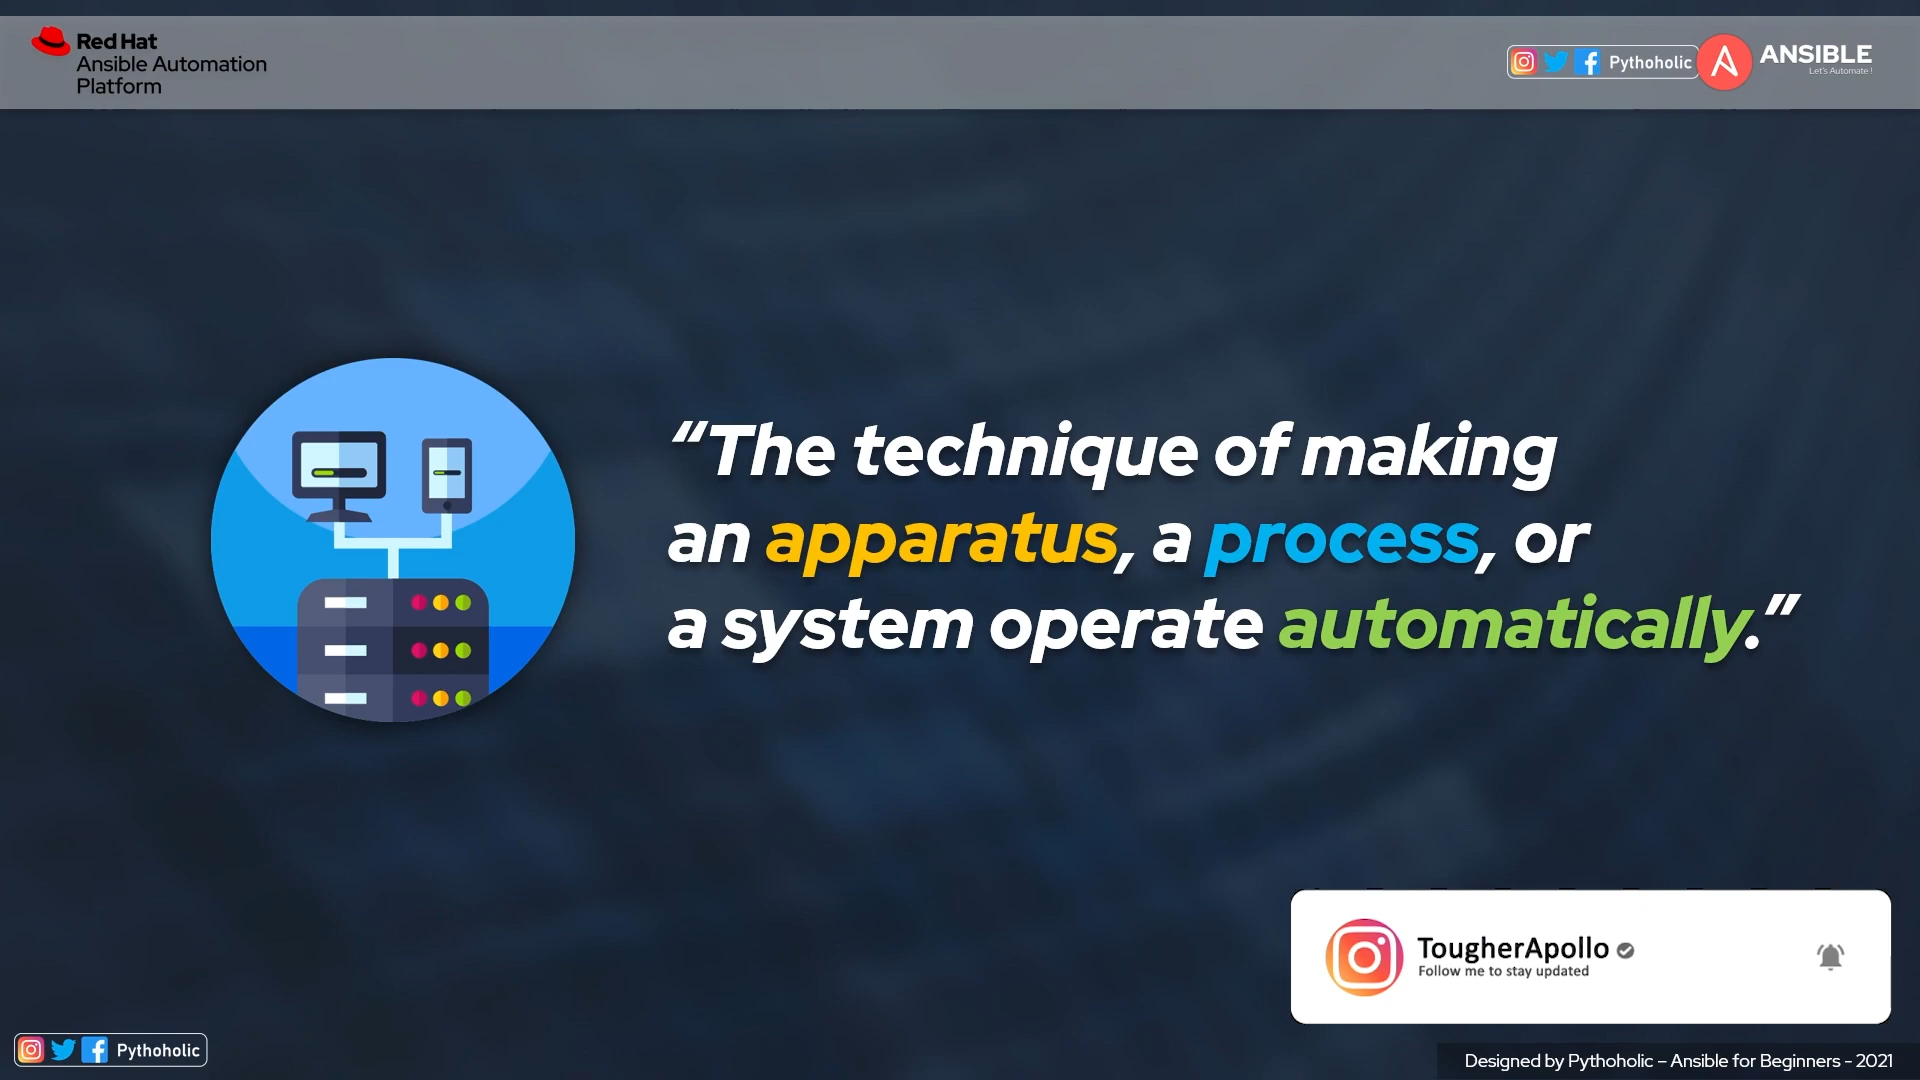 Red Hat
Ansible Automation
Platform
Pythoholic
ANSIBLE
Let's Automate !
“The technique of making
an apparatus, a process, or
a system operate automatically.”
TougherApollo
Follow me to stay updated
Pythoholic
Designed by Pythoholic – Ansible for Beginners - 2021